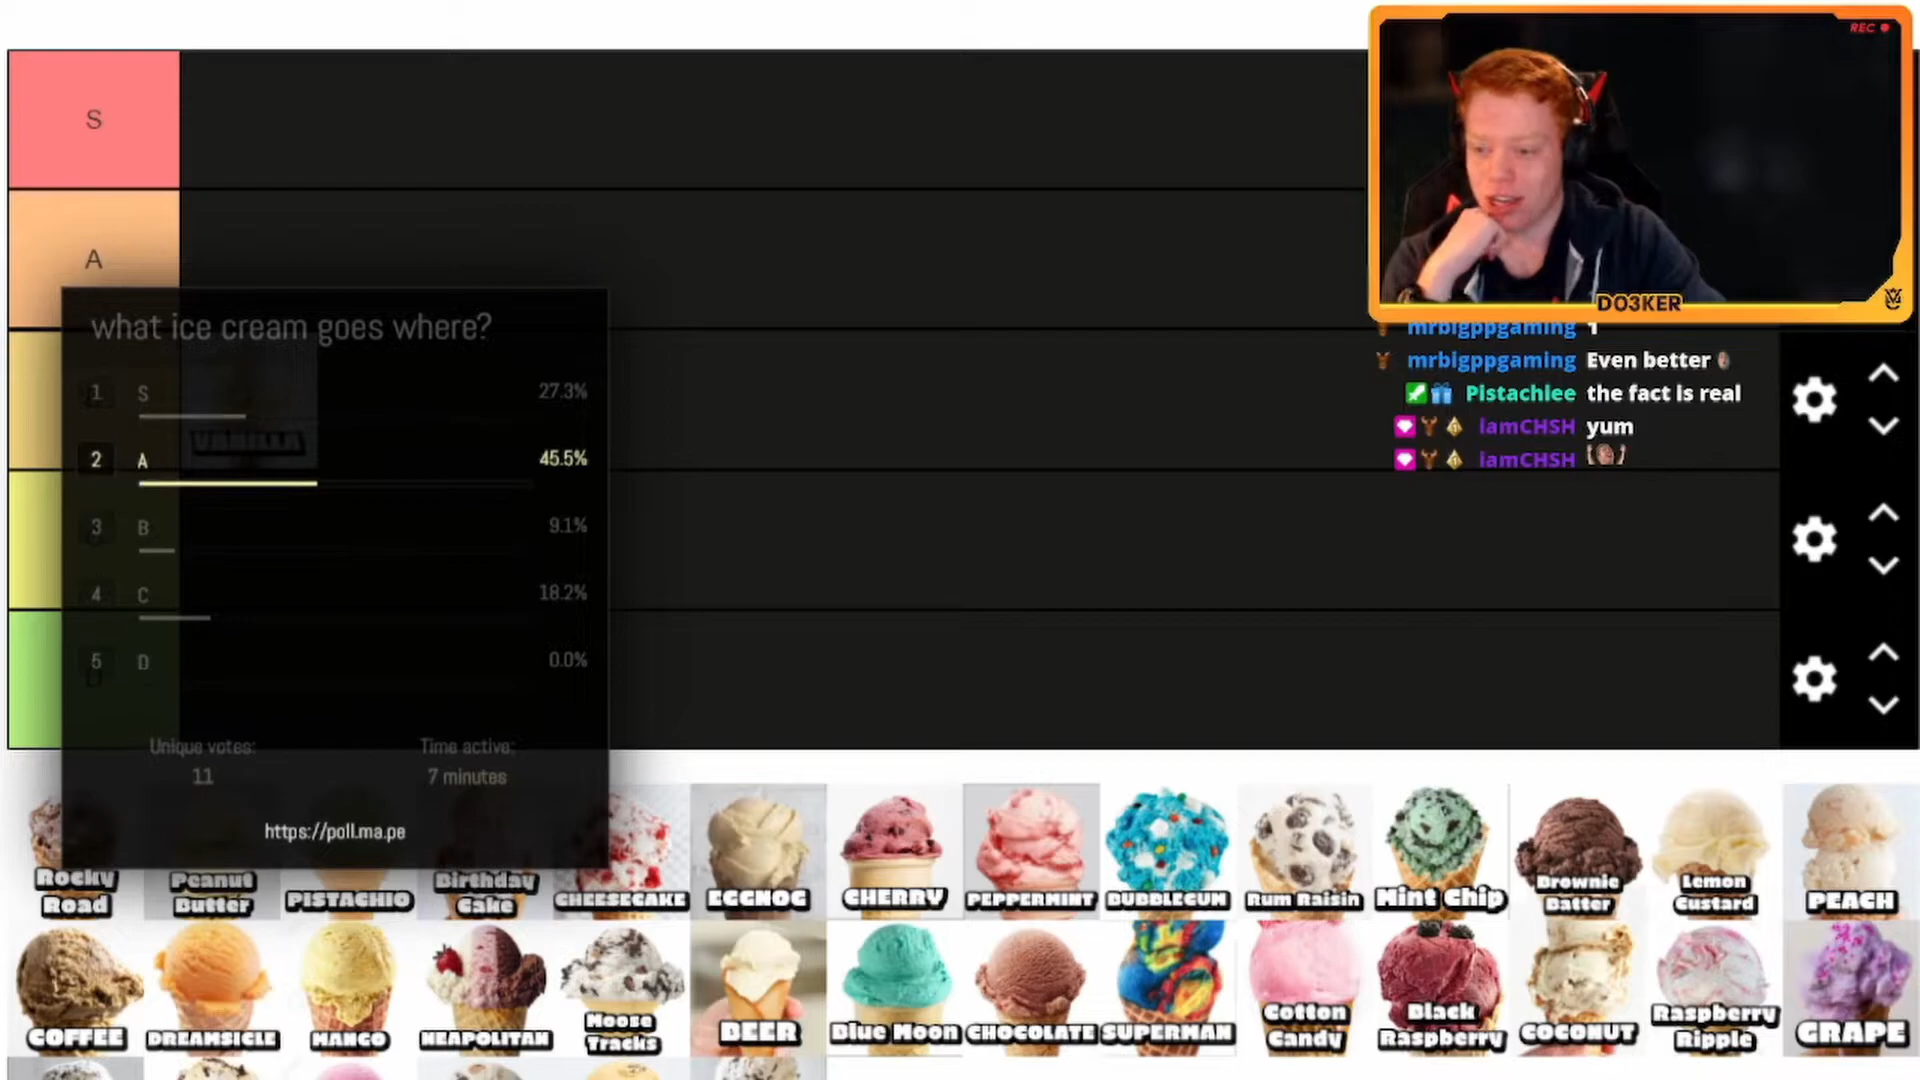 S
REC
A
DO3KER
what ice cream goes where?
mrbigppgaming 1
mrbigppgaming Even better
Pistachlee the fact is real
IamCHSH yum
IamCHSH
1 S 27.3%
2 A 45.5%
3 B 9.1%
4 C 18.2%
5 D 0.0%
VANILLA
D
Unique votes: Time active:
11 7 minutes
https://poll.ma.pe
Rocky Road
Peanut Butter
PISTACHIO
Birthday Cake
CHEESECAKE
EGGNOG
CHERRY
PEPPERMINT
BUBBLEGUM
Rum Raisin
Mint Chip
Brownie Batter
Lemon Custard
PEACH
COFFEE
DREAMSICLE
MANGO
NEAPOLITAN
Moose Tracks
BEER
Blue Moon
CHOCOLATE
SUPERMAN
Cotton Candy
Black Raspberry
COCONUT
Raspberry Ripple
GRAPE